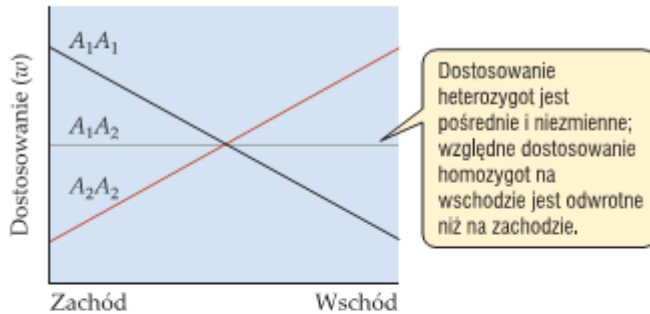 Dostosowanie (w)
A₁A₁
A₁A₂
A₂A₂
Zachód
Wschód
Dostosowanie
heterozygot jest
pośrednie i niezmienne;
względne dostosowanie
homozygot na
wschodzie jest odwrotne
niż na zachodzie.